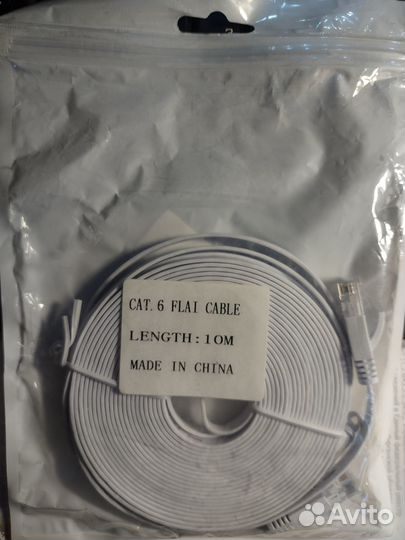 CAT. 6 FLAI CABLE
LENGTH: 10M
MADE IN CHINA
Avito